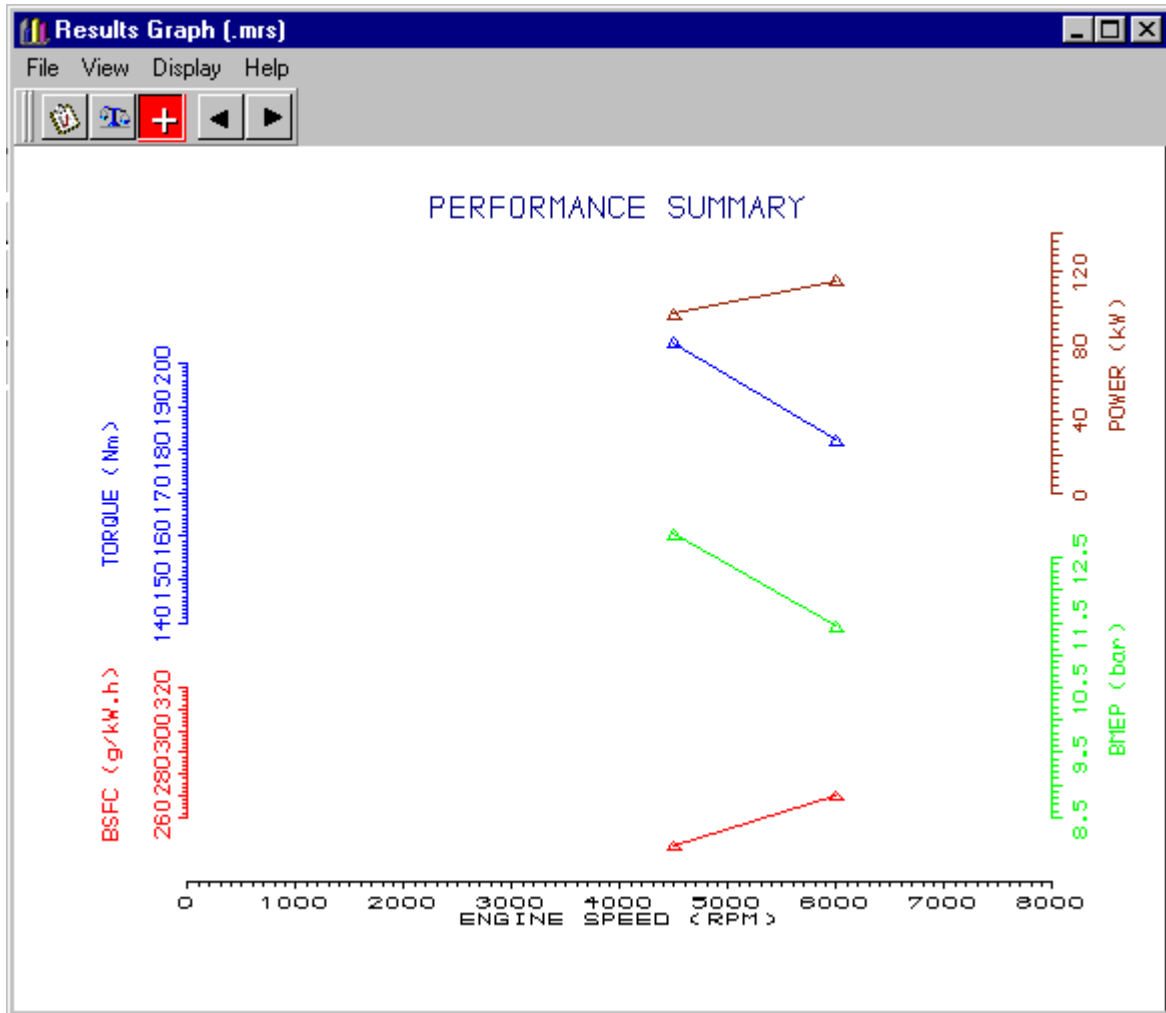 Results Graph (.mrs)
File View Display Help
PERFORMANCE SUMMARY
TORQUE (Nm)
200
190
180
170
160
150
140
BSFC (g/kW.h)
320
300
280
260
POWER (kW)
120
80
40
0
BMEP (bar)
12.5
11.5
10.5
9.5
8.5
0 1000 2000 3000 4000 5000 6000 7000 8000
ENGINE SPEED (RPM)